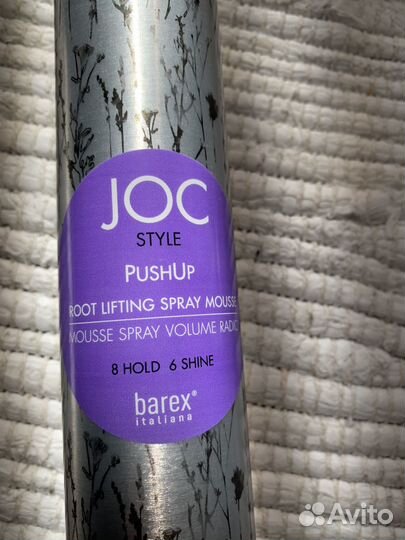 JOC
STYLE
PUSHUP
ROOT LIFTING SPRAY MOUSSE
MOUSSE SPRAY VOLUME RADIC
8 HOLD 6 SHINE
barex®
italiana
Avito